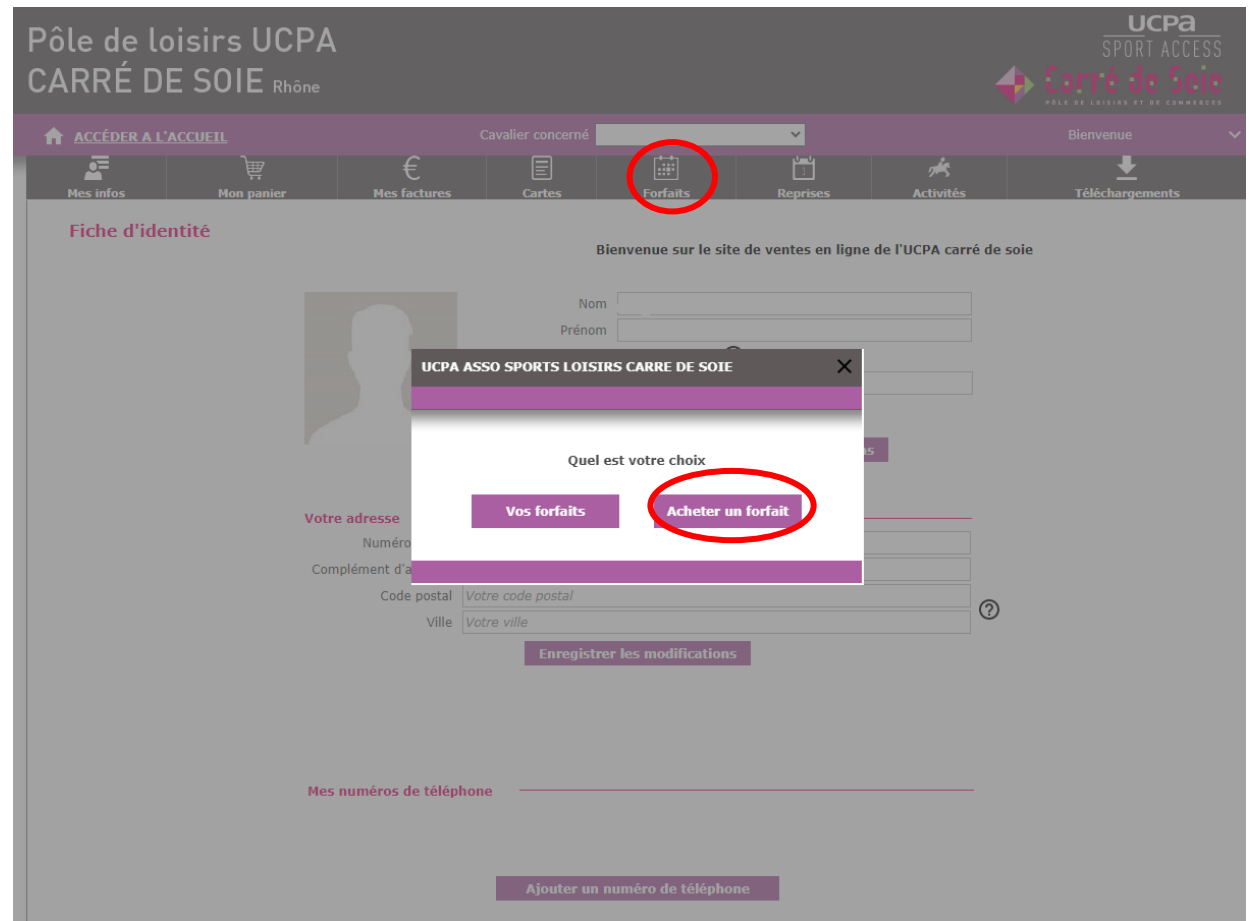 Pôle de loisirs UCPA
CARRÉ DE SOIE Rhône
UCPA
SPORT ACCESS
Carré de Soie
PÔLE DE LOISIRS ET DE COMMERCES
ACCÉDER A L'ACCUEIL
Cavalier concerné
Bienvenue
Mes infos
Mon panier
Mes factures
Cartes
Forfaits
Reprises
Activités
Téléchargements
Fiche d'identité
Bienvenue sur le site de ventes en ligne de l'UCPA carré de soie
Nom
Prénom
UCPA ASSO SPORTS LOISIRS CARRE DE SOIE
Quel est votre choix
Vos forfaits
Acheter un forfait
Votre adresse
Numéro
Complément d'a
Code postal
Votre code postal
Ville
Votre ville
Enregistrer les modifications
Mes numéros de téléphone
Ajouter un numéro de téléphone